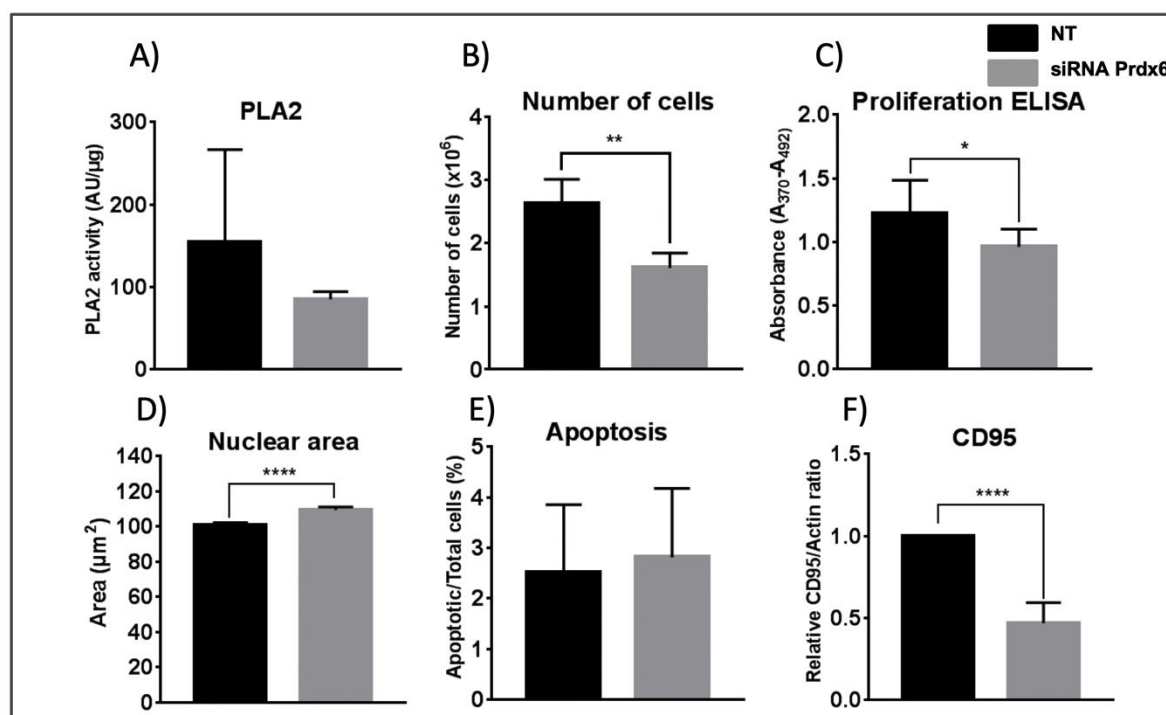 NT
siRNA Prdx6
A)
PLA2
PLA2 activity (AU/µg)
300
200
100
0
B)
Number of cells
Number of cells (x10⁶)
4
3
2
1
0
**
C)
Proliferation ELISA
Absorbance (A₃₇₀-A₄₉₂)
2.0
1.5
1.0
0.5
0.0
*
D)
Nuclear area
Area (µm²)
140
120
100
80
60
40
20
0
****
E)
Apoptosis
Apoptotic/Total cells (%)
5
4
3
2
1
0
F)
CD95
Relative CD95/Actin ratio
1.5
1.0
0.5
0.0
****